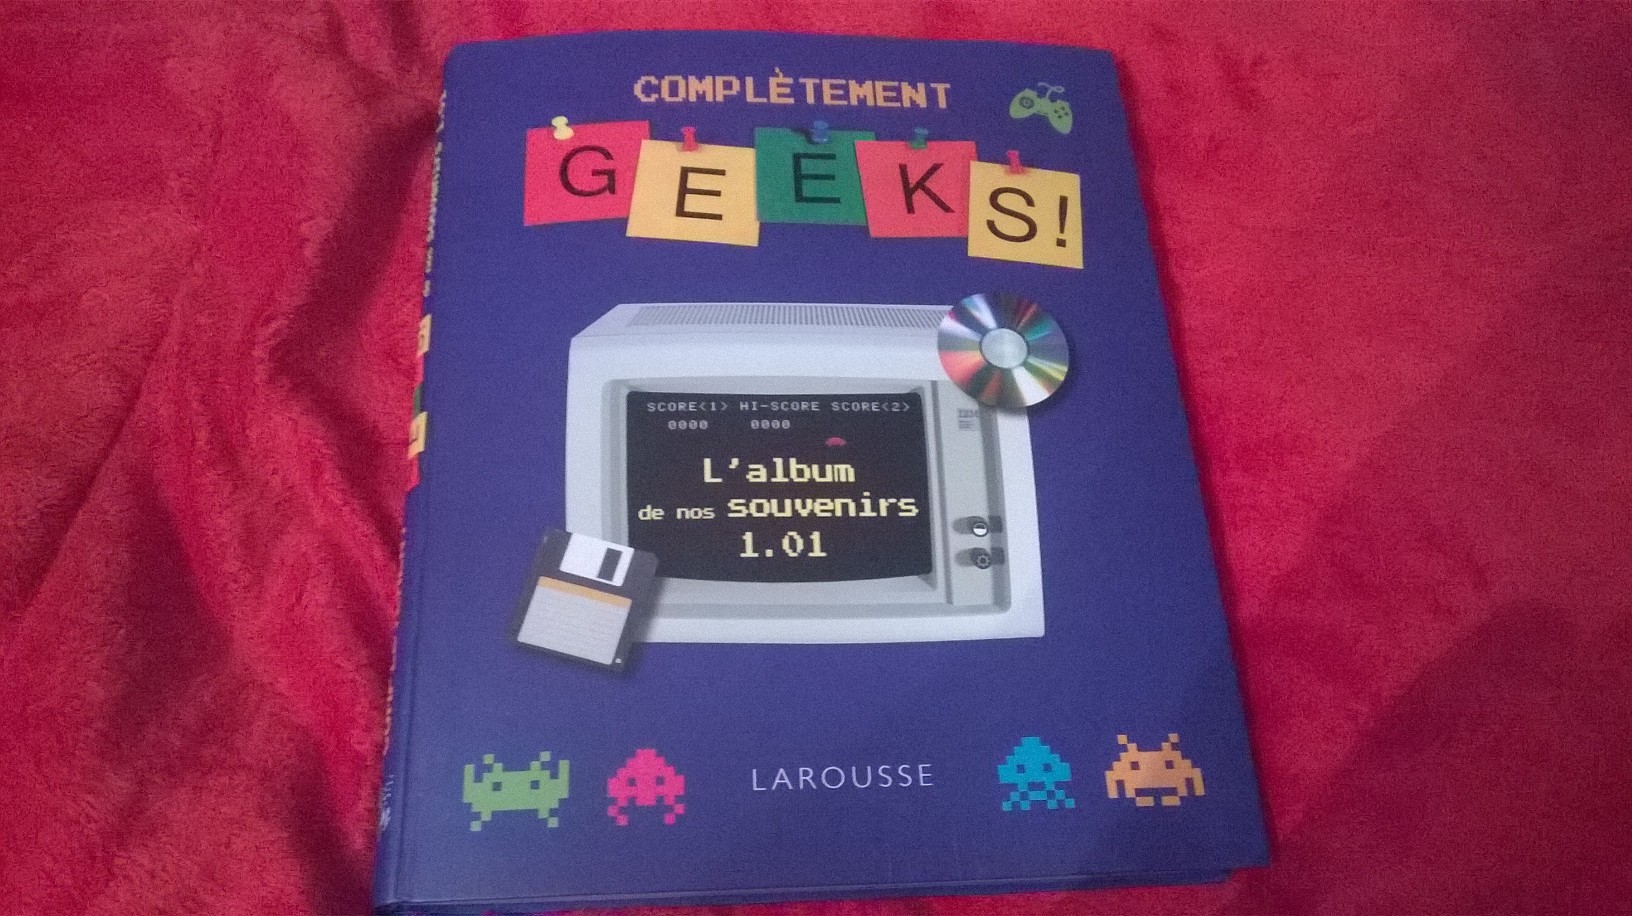 COMPLÈTEMENT
GEEKS!
SCORE<1> HI-SCORE SCORE<2>
0000 0000
L'album
de nos souvenirs
1.01
LAROUSSE